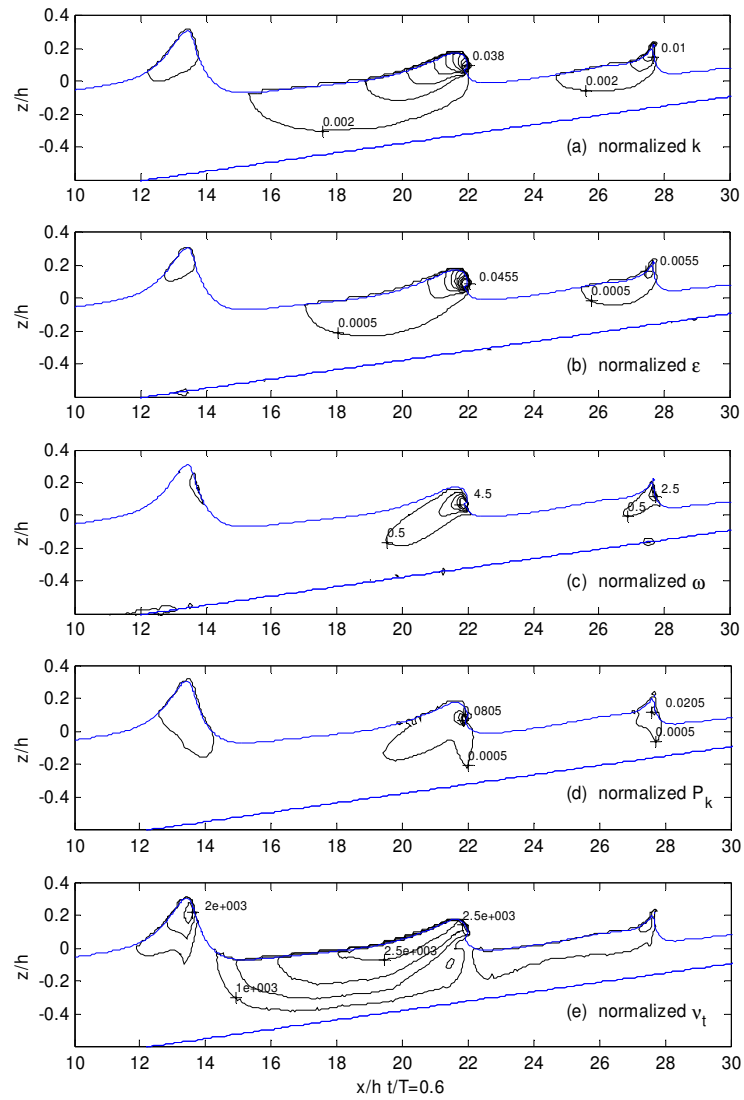 0.4
0.2
0
-0.2
-0.4
z/h
0.038
0.01
0.002
0.002
(a) normalized k
10 12 14 16 18 20 22 24 26 28 30
0.4
0.2
0
-0.2
-0.4
z/h
0.0455
0.0055
0.0005
0.0005
(b) normalized ε
10 12 14 16 18 20 22 24 26 28 30
0.4
0.2
0
-0.2
-0.4
z/h
4.5
2.5
0.5
0.5
(c) normalized ω
10 12 14 16 18 20 22 24 26 28 30
0.4
0.2
0
-0.2
-0.4
z/h
0805
0.0205
0.0005
0.0005
(d) normalized P_k
10 12 14 16 18 20 22 24 26 28 30
0.4
0.2
0
-0.2
-0.4
z/h
2e+003
2.5e+003
2.5e+003
1e+003
(e) normalized ν_t
10 12 14 16 18 20 22 24 26 28 30
x/h t/T=0.6